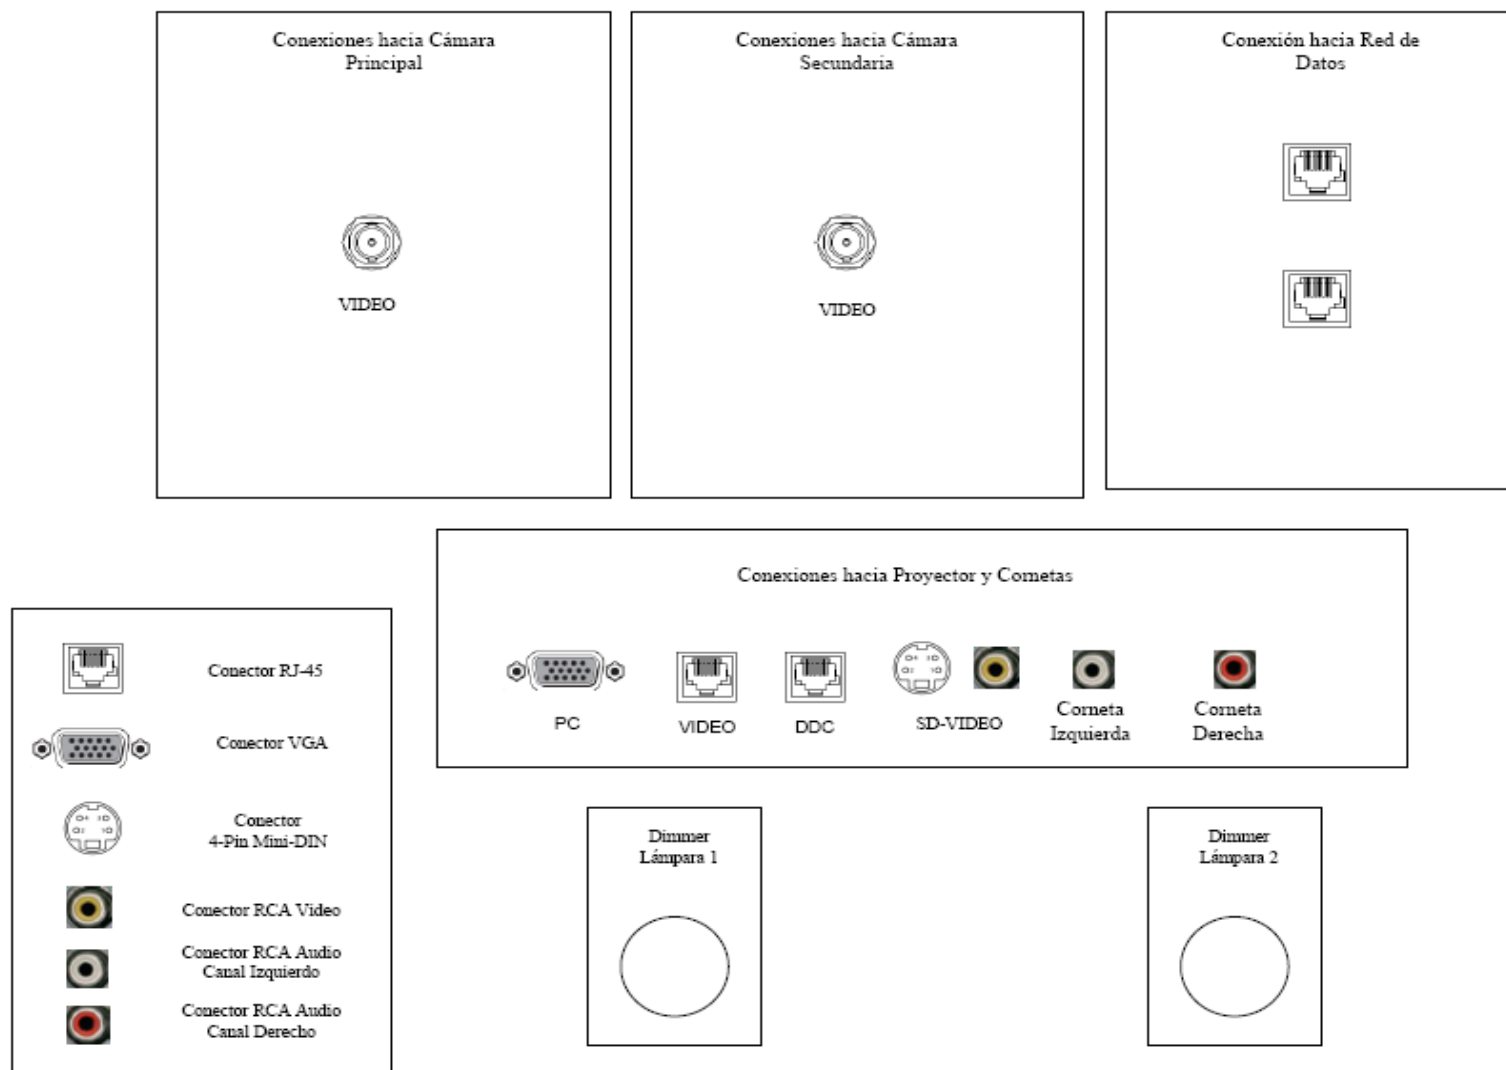 Conexiones hacia Cámara
Principal
VIDEO
Conexiones hacia Cámara
Secundaria
VIDEO
Conexión hacia Red de
Datos
Conexiones hacia Proyector y Cornetas
PC
VIDEO
DDC
SD-VIDEO
Corneta
Izquierda
Corneta
Derecha
Conector RJ-45
Conector VGA
Conector
4-Pin Mini-DIN
Conector RCA Video
Conector RCA Audio
Canal Izquierdo
Conector RCA Audio
Canal Derecho
Dimmer
Lámpara 1
Dimmer
Lámpara 2